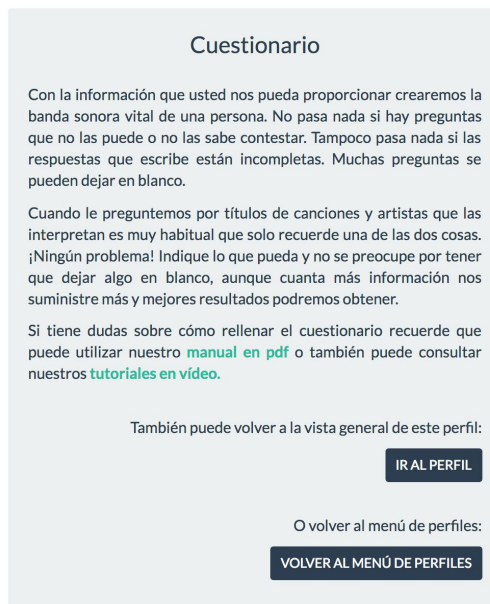 Cuestionario
Con la información que usted nos pueda proporcionar crearemos la
banda sonora vital de una persona. No pasa nada si hay preguntas
que no las puede o no las sabe contestar. Tampoco pasa nada si las
respuestas que escribe están incompletas. Muchas preguntas se
pueden dejar en blanco.
Cuando le preguntemos por títulos de canciones y artistas que las
interpretan es muy habitual que solo recuerde una de las dos cosas.
¡Ningún problema! Indique lo que pueda y no se preocupe por tener
que dejar algo en blanco, aunque cuanta más información nos
suministre más y mejores resultados podremos obtener.
Si tiene dudas sobre cómo rellenar el cuestionario recuerde que
puede utilizar nuestro manual en pdf o también puede consultar
nuestros tutoriales en vídeo.
También puede volver a la vista general de este perfil:
IR AL PERFIL
O volver al menú de perfiles:
VOLVER AL MENÚ DE PERFILES